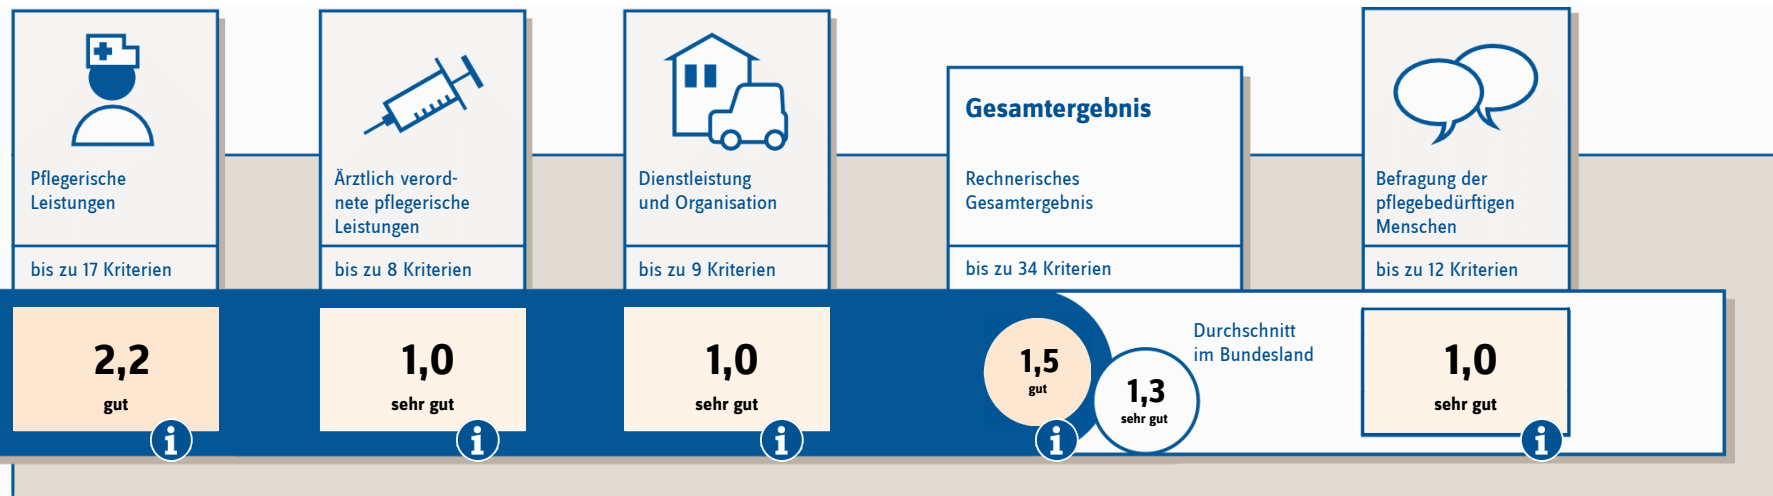 Pflegerische
Leistungen
bis zu 17 Kriterien
2,2
gut
i
Ärztlich verord-
nete pflegerische
Leistungen
bis zu 8 Kriterien
1,0
sehr gut
i
Dienstleistung
und Organisation
bis zu 9 Kriterien
1,0
sehr gut
i
Gesamtergebnis
Rechnerisches
Gesamtergebnis
bis zu 34 Kriterien
1,5
gut
i
1,3
sehr gut
Durchschnitt
im Bundesland
Befragung der
pflegebedürftigen
Menschen
bis zu 12 Kriterien
1,0
sehr gut
i